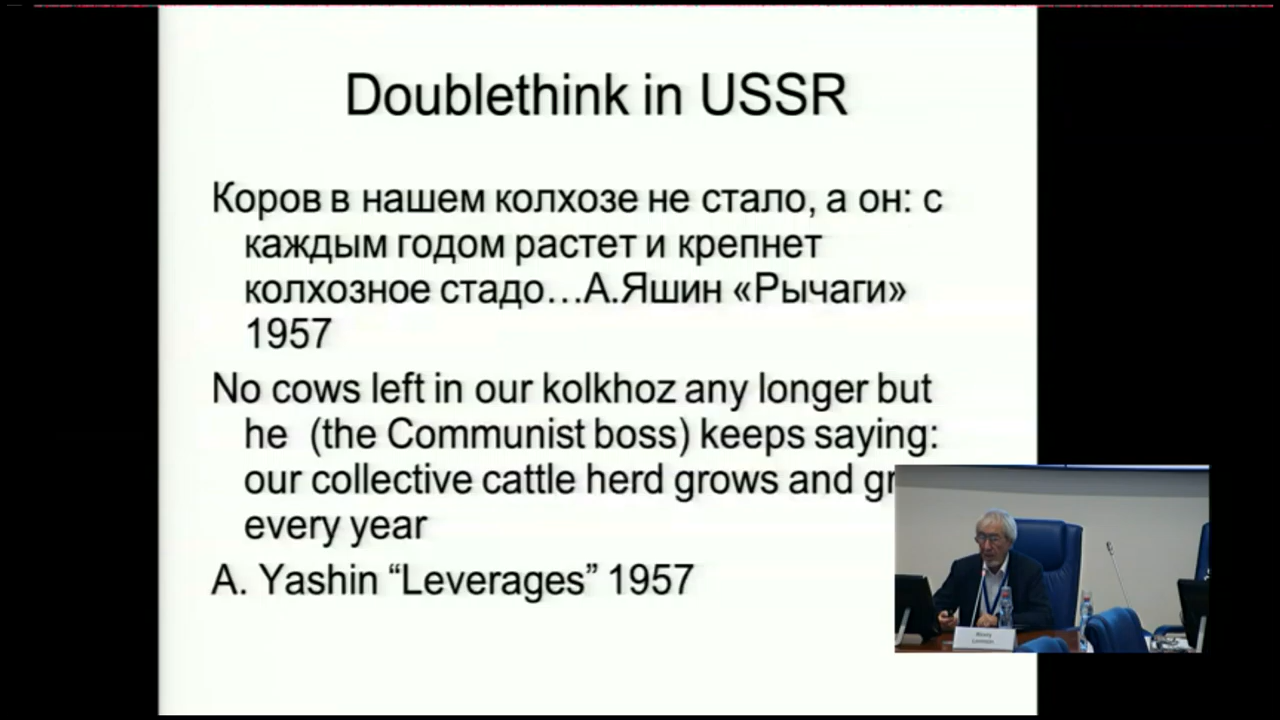 Doublethink in USSR
Коров в нашем колхозе не стало, а он: с
каждым годом растет и крепнет
колхозное стадо…А.Яшин «Рычаги»
1957
No cows left in our kolkhoz any longer but
he (the Communist boss) keeps saying:
our collective cattle herd grows and
every year
A. Yashin “Leverages” 1957